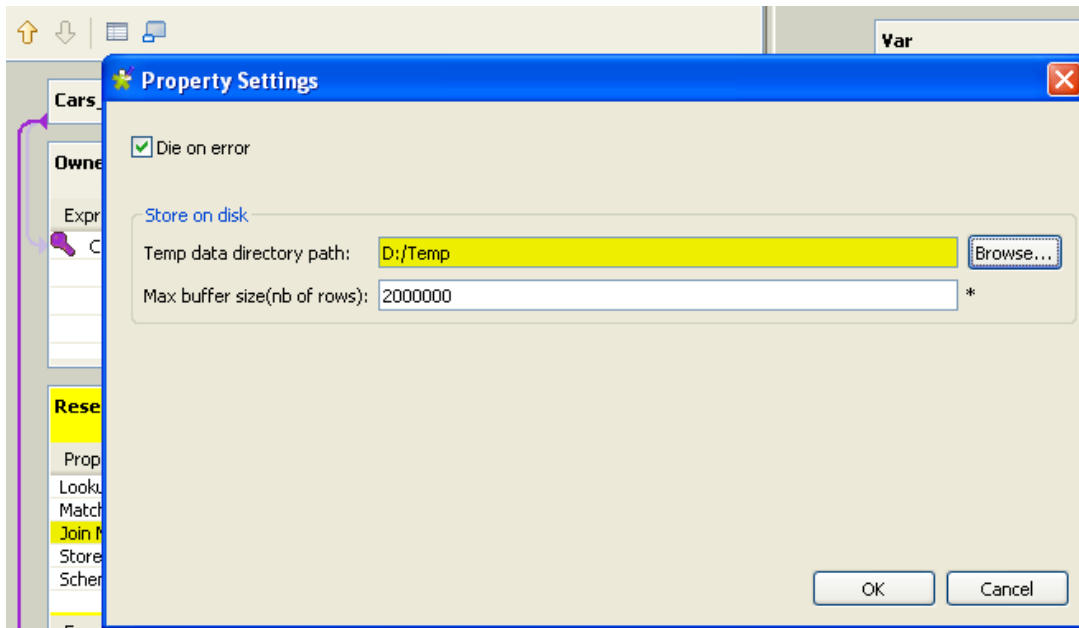 Var
Property Settings
Cars_
Die on error
Owne
Expr
Store on disk
C
Temp data directory path: D:/Temp Browse...
Max buffer size(nb of rows): 2000000 *
Rese
Prop
Looku
Match
Join M
Store
Schem
OK Cancel